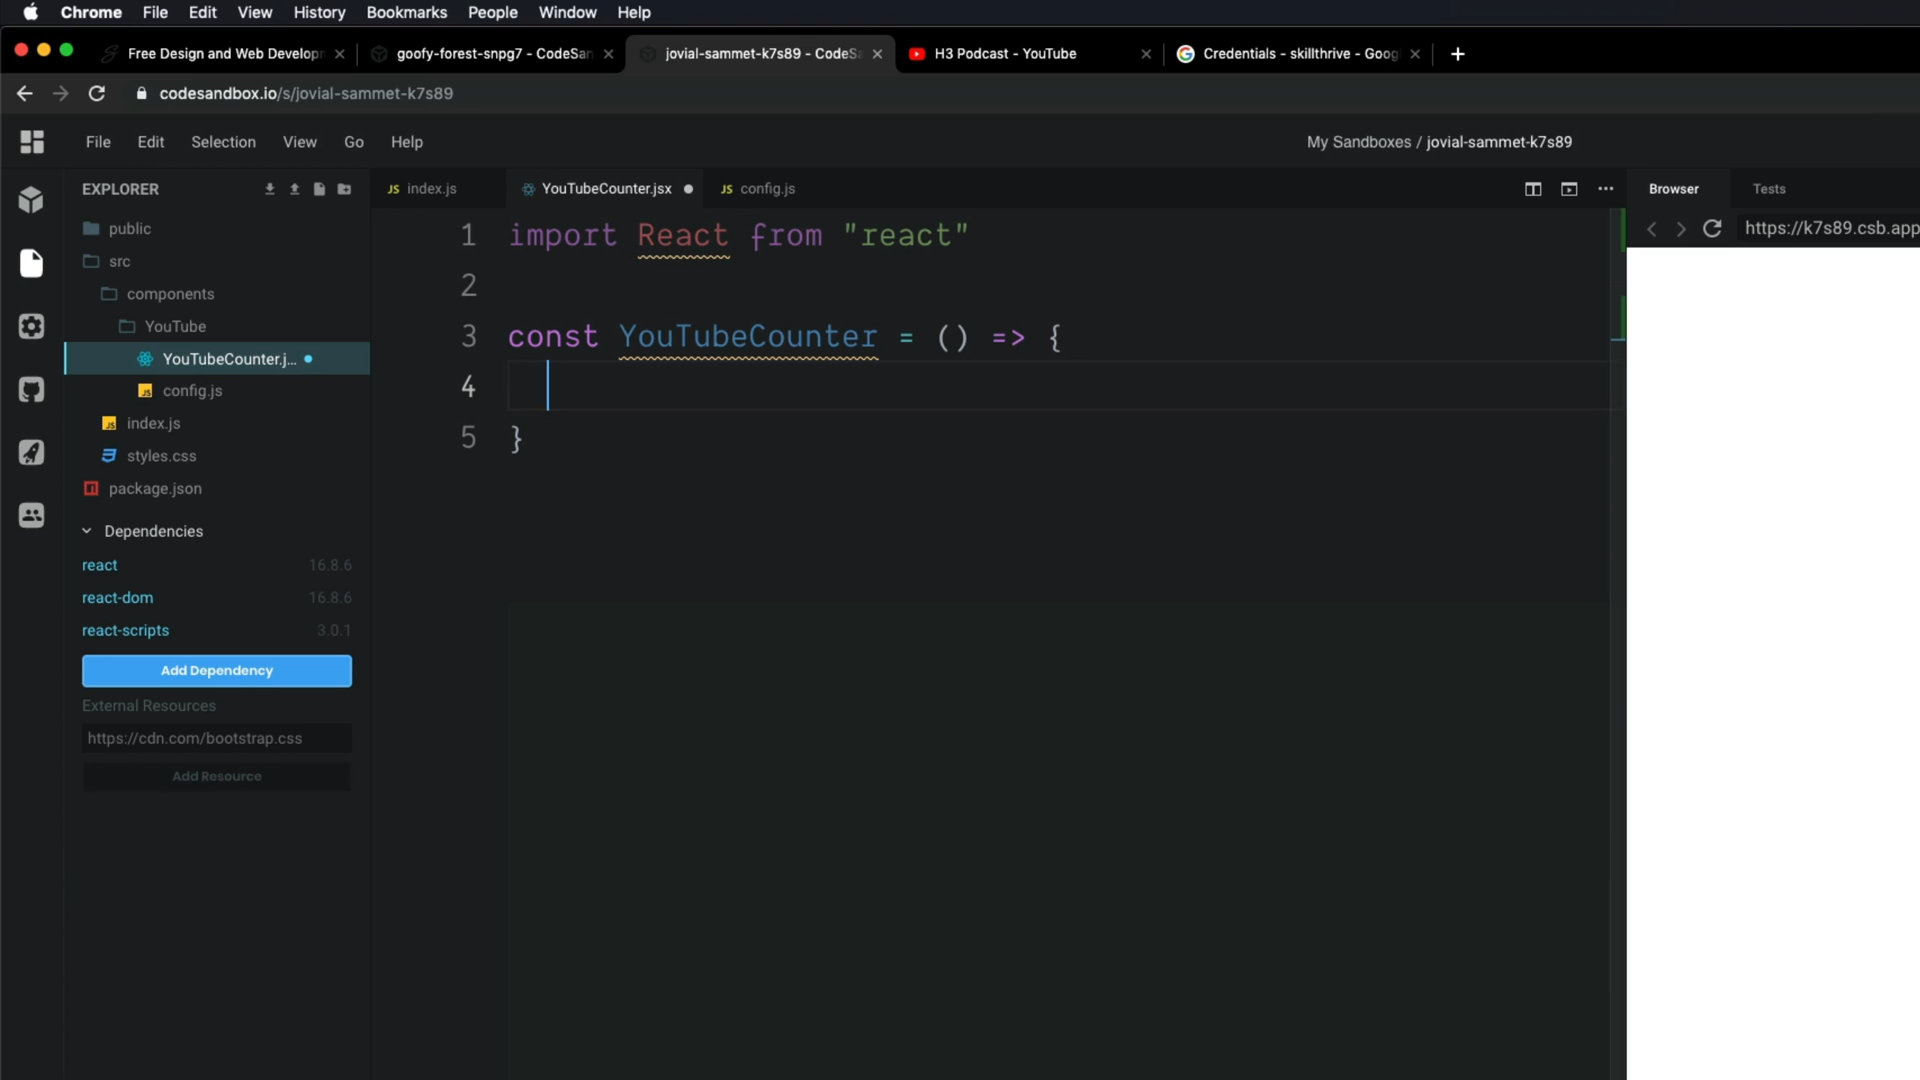 Chrome File Edit View History Bookmarks People Window Help
Free Design and Web Develop
goofy-forest-snpg7 - CodeSan
jovial-sammet-k7s89 - CodeSa
H3 Podcast - YouTube
Credentials - skillthrive - Goog
codesandbox.io/s/jovial-sammet-k7s89
File Edit Selection View Go Help
My Sandboxes / jovial-sammet-k7s89
EXPLORER
public
src
components
YouTube
YouTubeCounter.j...
config.js
index.js
styles.css
package.json
Dependencies
react 16.8.6
react-dom 16.8.6
react-scripts 3.0.1
Add Dependency
External Resources
https://cdn.com/bootstrap.css
Add Resource
JS index.js
YouTubeCounter.jsx
JS config.js
1 import React from "react"
2
3 const YouTubeCounter = () => {
4
5 }
Browser Tests
https://k7s89.csb.app